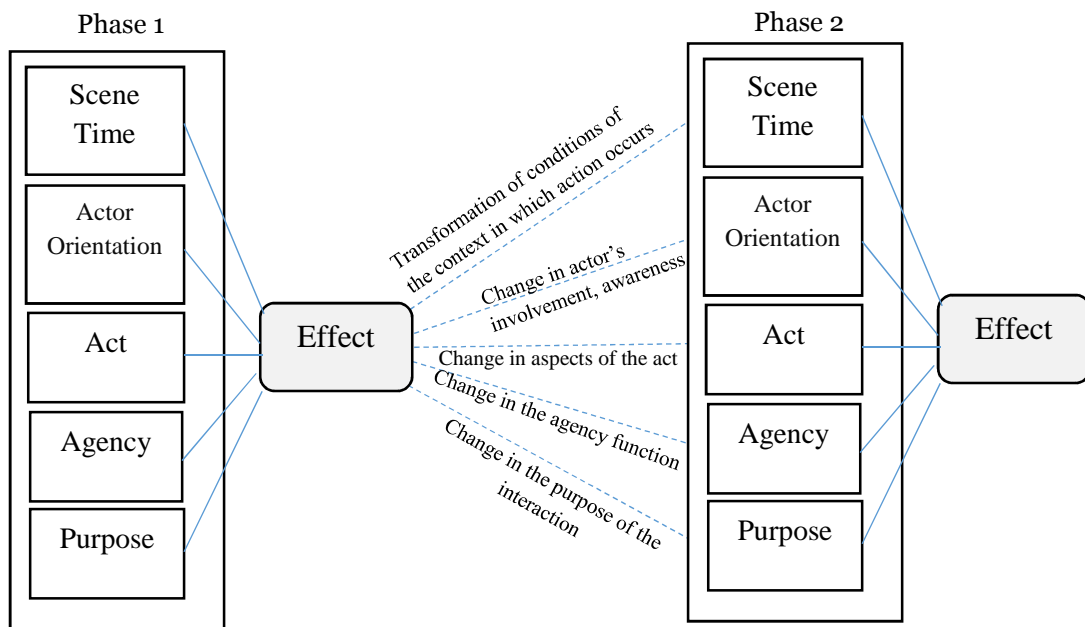 Phase 1
Scene
Time
Actor
Orientation
Act
Agency
Purpose
Effect
Transformation of conditions of
the context in which action occurs
Change in actor’s
involvement, awareness
Change in aspects of the act
Change in the agency function
Change in the purpose of the
interaction
Phase 2
Scene
Time
Actor
Orientation
Act
Agency
Purpose
Effect